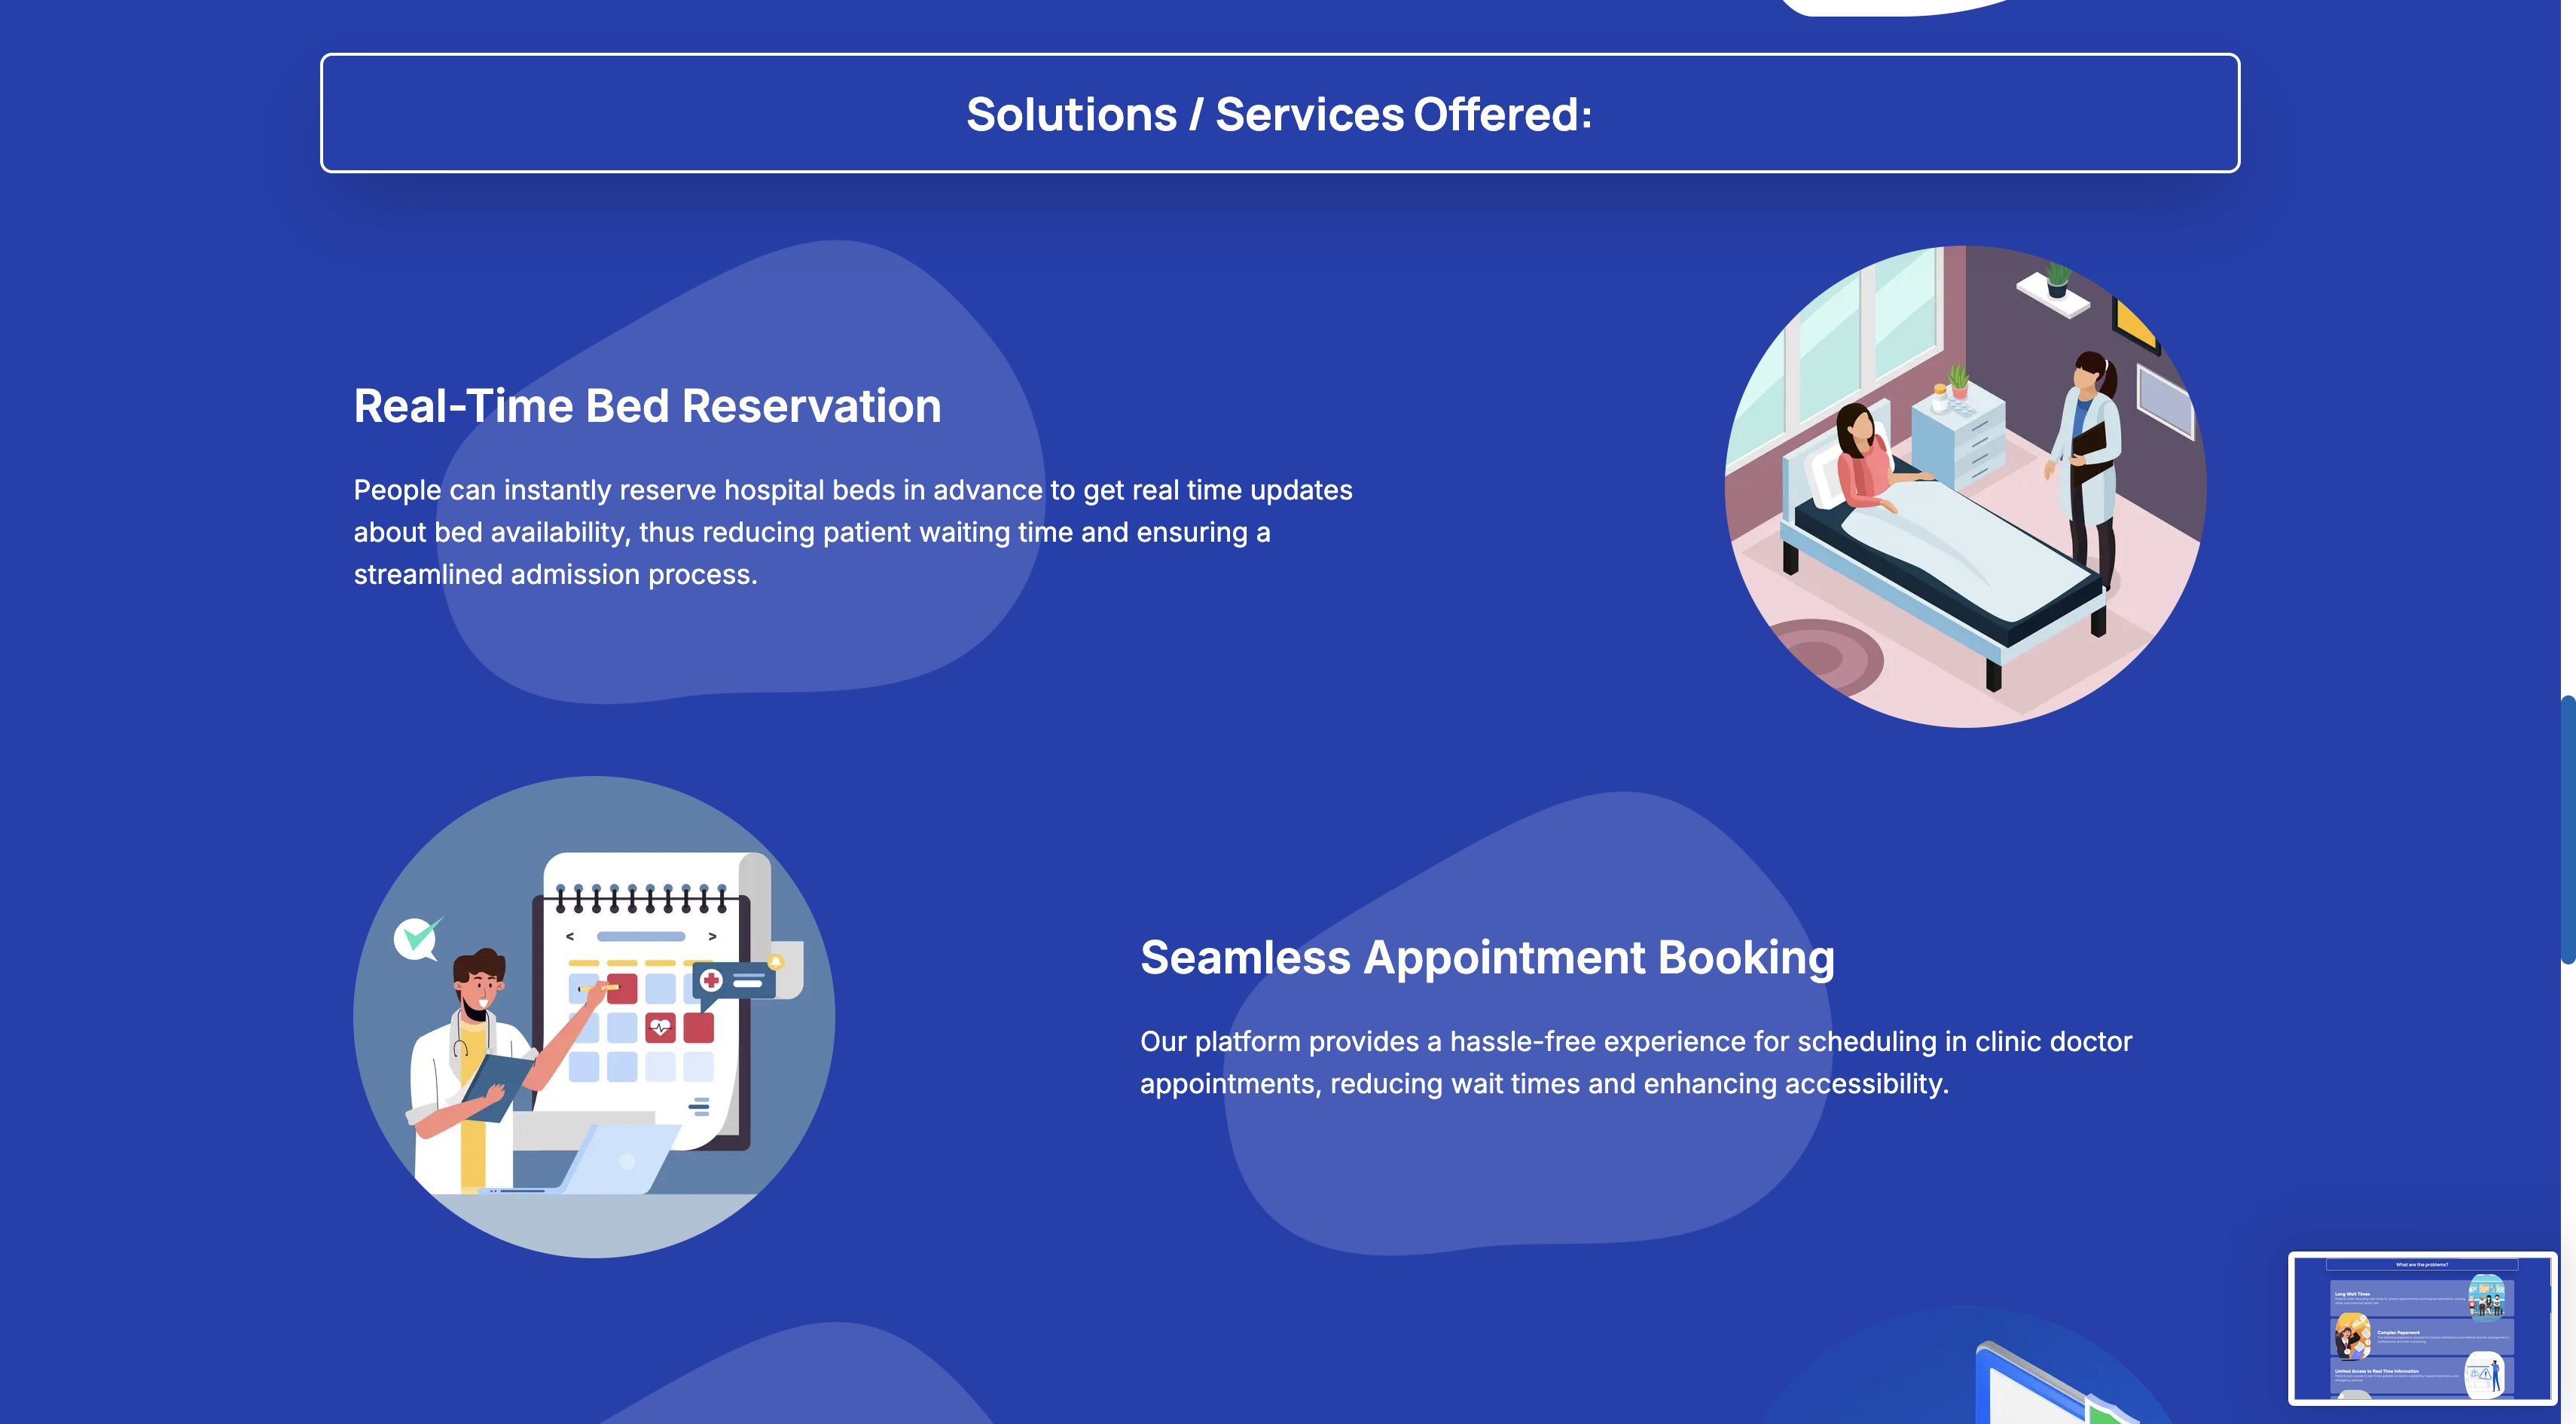 Solutions / Services Offered:
Real-Time Bed Reservation
People can instantly reserve hospital beds in advance to get real time updates
about bed availability, thus reducing patient waiting time and ensuring a
streamlined admission process.
Seamless Appointment Booking
Our platform provides a hassle-free experience for scheduling in clinic doctor
appointments, reducing wait times and enhancing accessibility.
What are the problems?
Long Wait Times
Complex Paperwork
Limited Access to Real Time Information